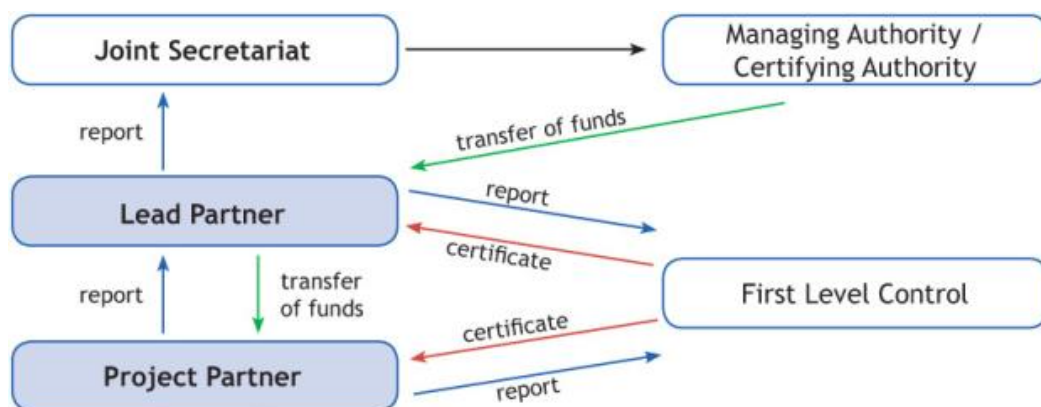 Joint Secretariat
Managing Authority /
Certifying Authority
report
transfer of funds
Lead Partner
report
certificate
report
transfer
of funds
First Level Control
certificate
Project Partner
report